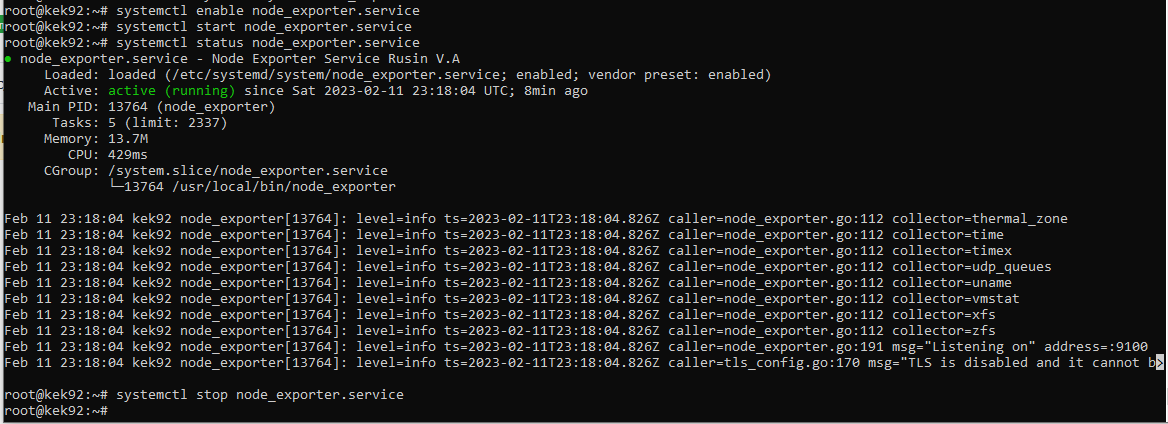 root@kek92:~# systemctl enable node_exporter.service
root@kek92:~# systemctl start node_exporter.service
root@kek92:~# systemctl status node_exporter.service
● node_exporter.service - Node Exporter Service Rusin V.A
     Loaded: loaded (/etc/systemd/system/node_exporter.service; enabled; vendor preset: enabled)
     Active: active (running) since Sat 2023-02-11 23:18:04 UTC; 8min ago
   Main PID: 13764 (node_exporter)
      Tasks: 5 (limit: 2337)
     Memory: 13.7M
        CPU: 429ms
     CGroup: /system.slice/node_exporter.service
             └─13764 /usr/local/bin/node_exporter
Feb 11 23:18:04 kek92 node_exporter[13764]: level=info ts=2023-02-11T23:18:04.826Z caller=node_exporter.go:112 collector=thermal_zone
Feb 11 23:18:04 kek92 node_exporter[13764]: level=info ts=2023-02-11T23:18:04.826Z caller=node_exporter.go:112 collector=time
Feb 11 23:18:04 kek92 node_exporter[13764]: level=info ts=2023-02-11T23:18:04.826Z caller=node_exporter.go:112 collector=timex
Feb 11 23:18:04 kek92 node_exporter[13764]: level=info ts=2023-02-11T23:18:04.826Z caller=node_exporter.go:112 collector=udp_queues
Feb 11 23:18:04 kek92 node_exporter[13764]: level=info ts=2023-02-11T23:18:04.826Z caller=node_exporter.go:112 collector=uname
Feb 11 23:18:04 kek92 node_exporter[13764]: level=info ts=2023-02-11T23:18:04.826Z caller=node_exporter.go:112 collector=vmstat
Feb 11 23:18:04 kek92 node_exporter[13764]: level=info ts=2023-02-11T23:18:04.826Z caller=node_exporter.go:112 collector=xfs
Feb 11 23:18:04 kek92 node_exporter[13764]: level=info ts=2023-02-11T23:18:04.826Z caller=node_exporter.go:112 collector=zfs
Feb 11 23:18:04 kek92 node_exporter[13764]: level=info ts=2023-02-11T23:18:04.826Z caller=node_exporter.go:191 msg="Listening on" address=:9100
Feb 11 23:18:04 kek92 node_exporter[13764]: level=info ts=2023-02-11T23:18:04.826Z caller=tls_config.go:170 msg="TLS is disabled and it cannot b>
root@kek92:~# systemctl stop node_exporter.service
root@kek92:~#